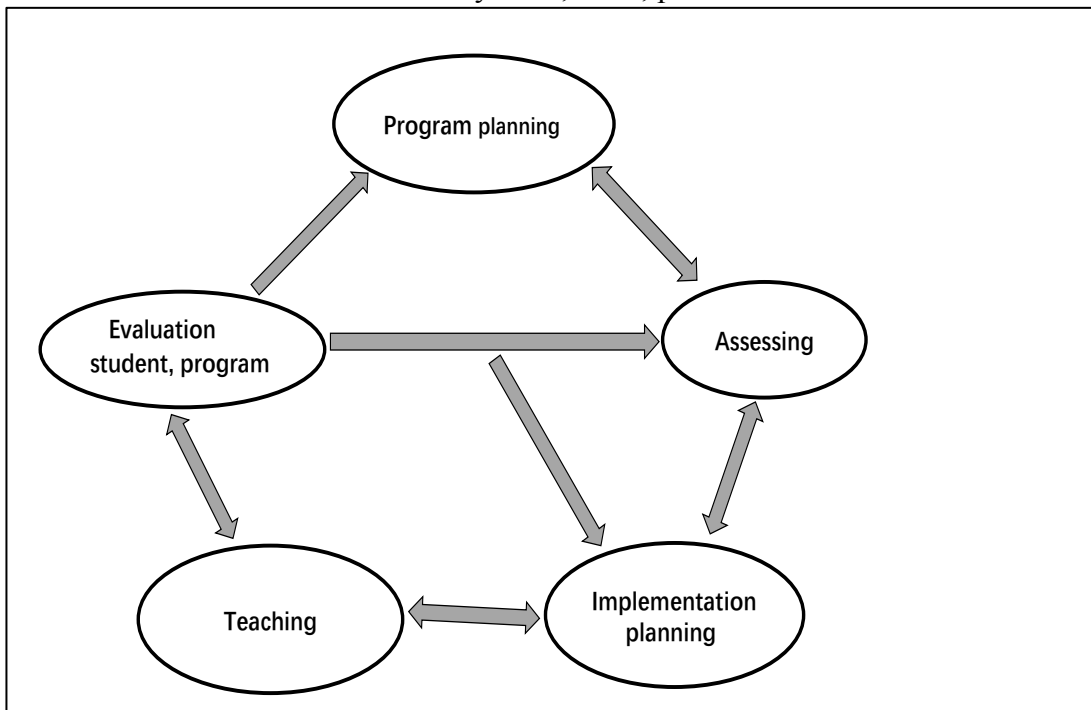 Program planning
Evaluation
student, program
Assessing
Teaching
Implementation
planning